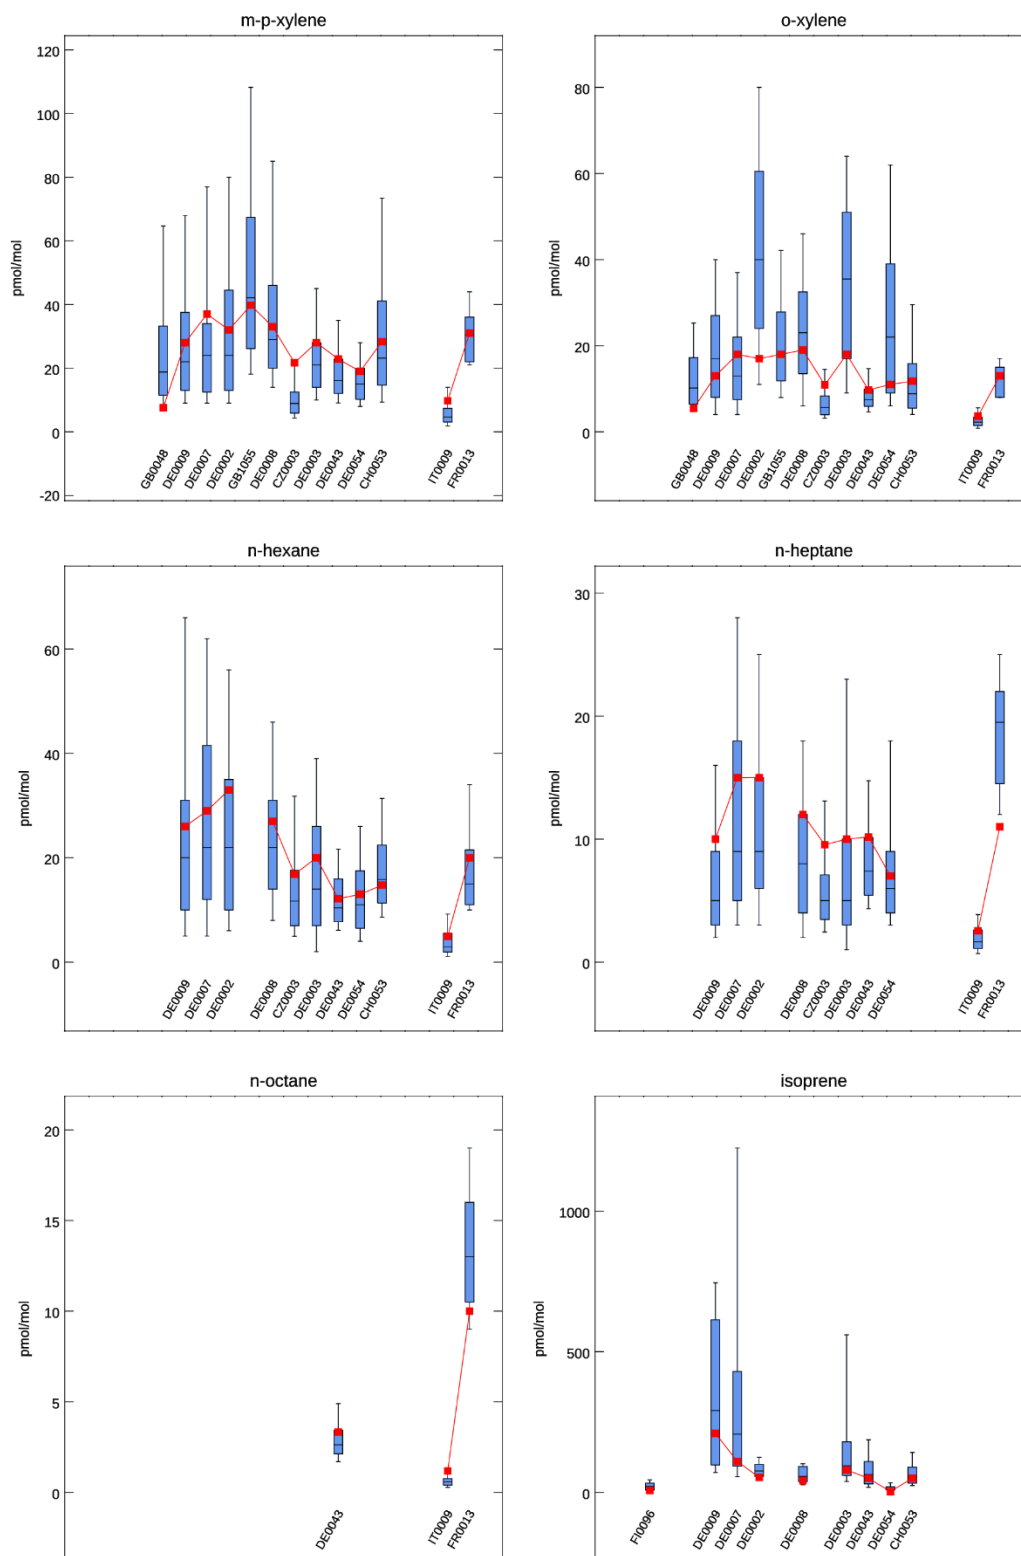 m-p-xylene
120
100
80
60
40
20
0
-20
pmol/mol
GB0048
DE0009
DE0007
DE0002
GB1055
DE0008
CZ0003
DE0003
DE0043
DE0054
CH0053
IT0009
FR0013
o-xylene
80
60
40
20
0
pmol/mol
GB0048
DE0009
DE0007
DE0002
GB1055
DE0008
CZ0003
DE0003
DE0043
DE0054
CH0053
IT0009
FR0013
n-hexane
60
40
20
0
pmol/mol
DE0009
DE0007
DE0002
DE0008
CZ0003
DE0003
DE0043
DE0054
CH0053
IT0009
FR0013
n-heptane
30
20
10
0
pmol/mol
DE0009
DE0007
DE0002
DE0008
CZ0003
DE0003
DE0043
DE0054
IT0009
FR0013
n-octane
20
15
10
5
0
pmol/mol
DE0043
IT0009
FR0013
isoprene
1000
500
0
pmol/mol
FI0096
DE0009
DE0007
DE0002
DE0008
DE0003
DE0043
DE0054
CH0053